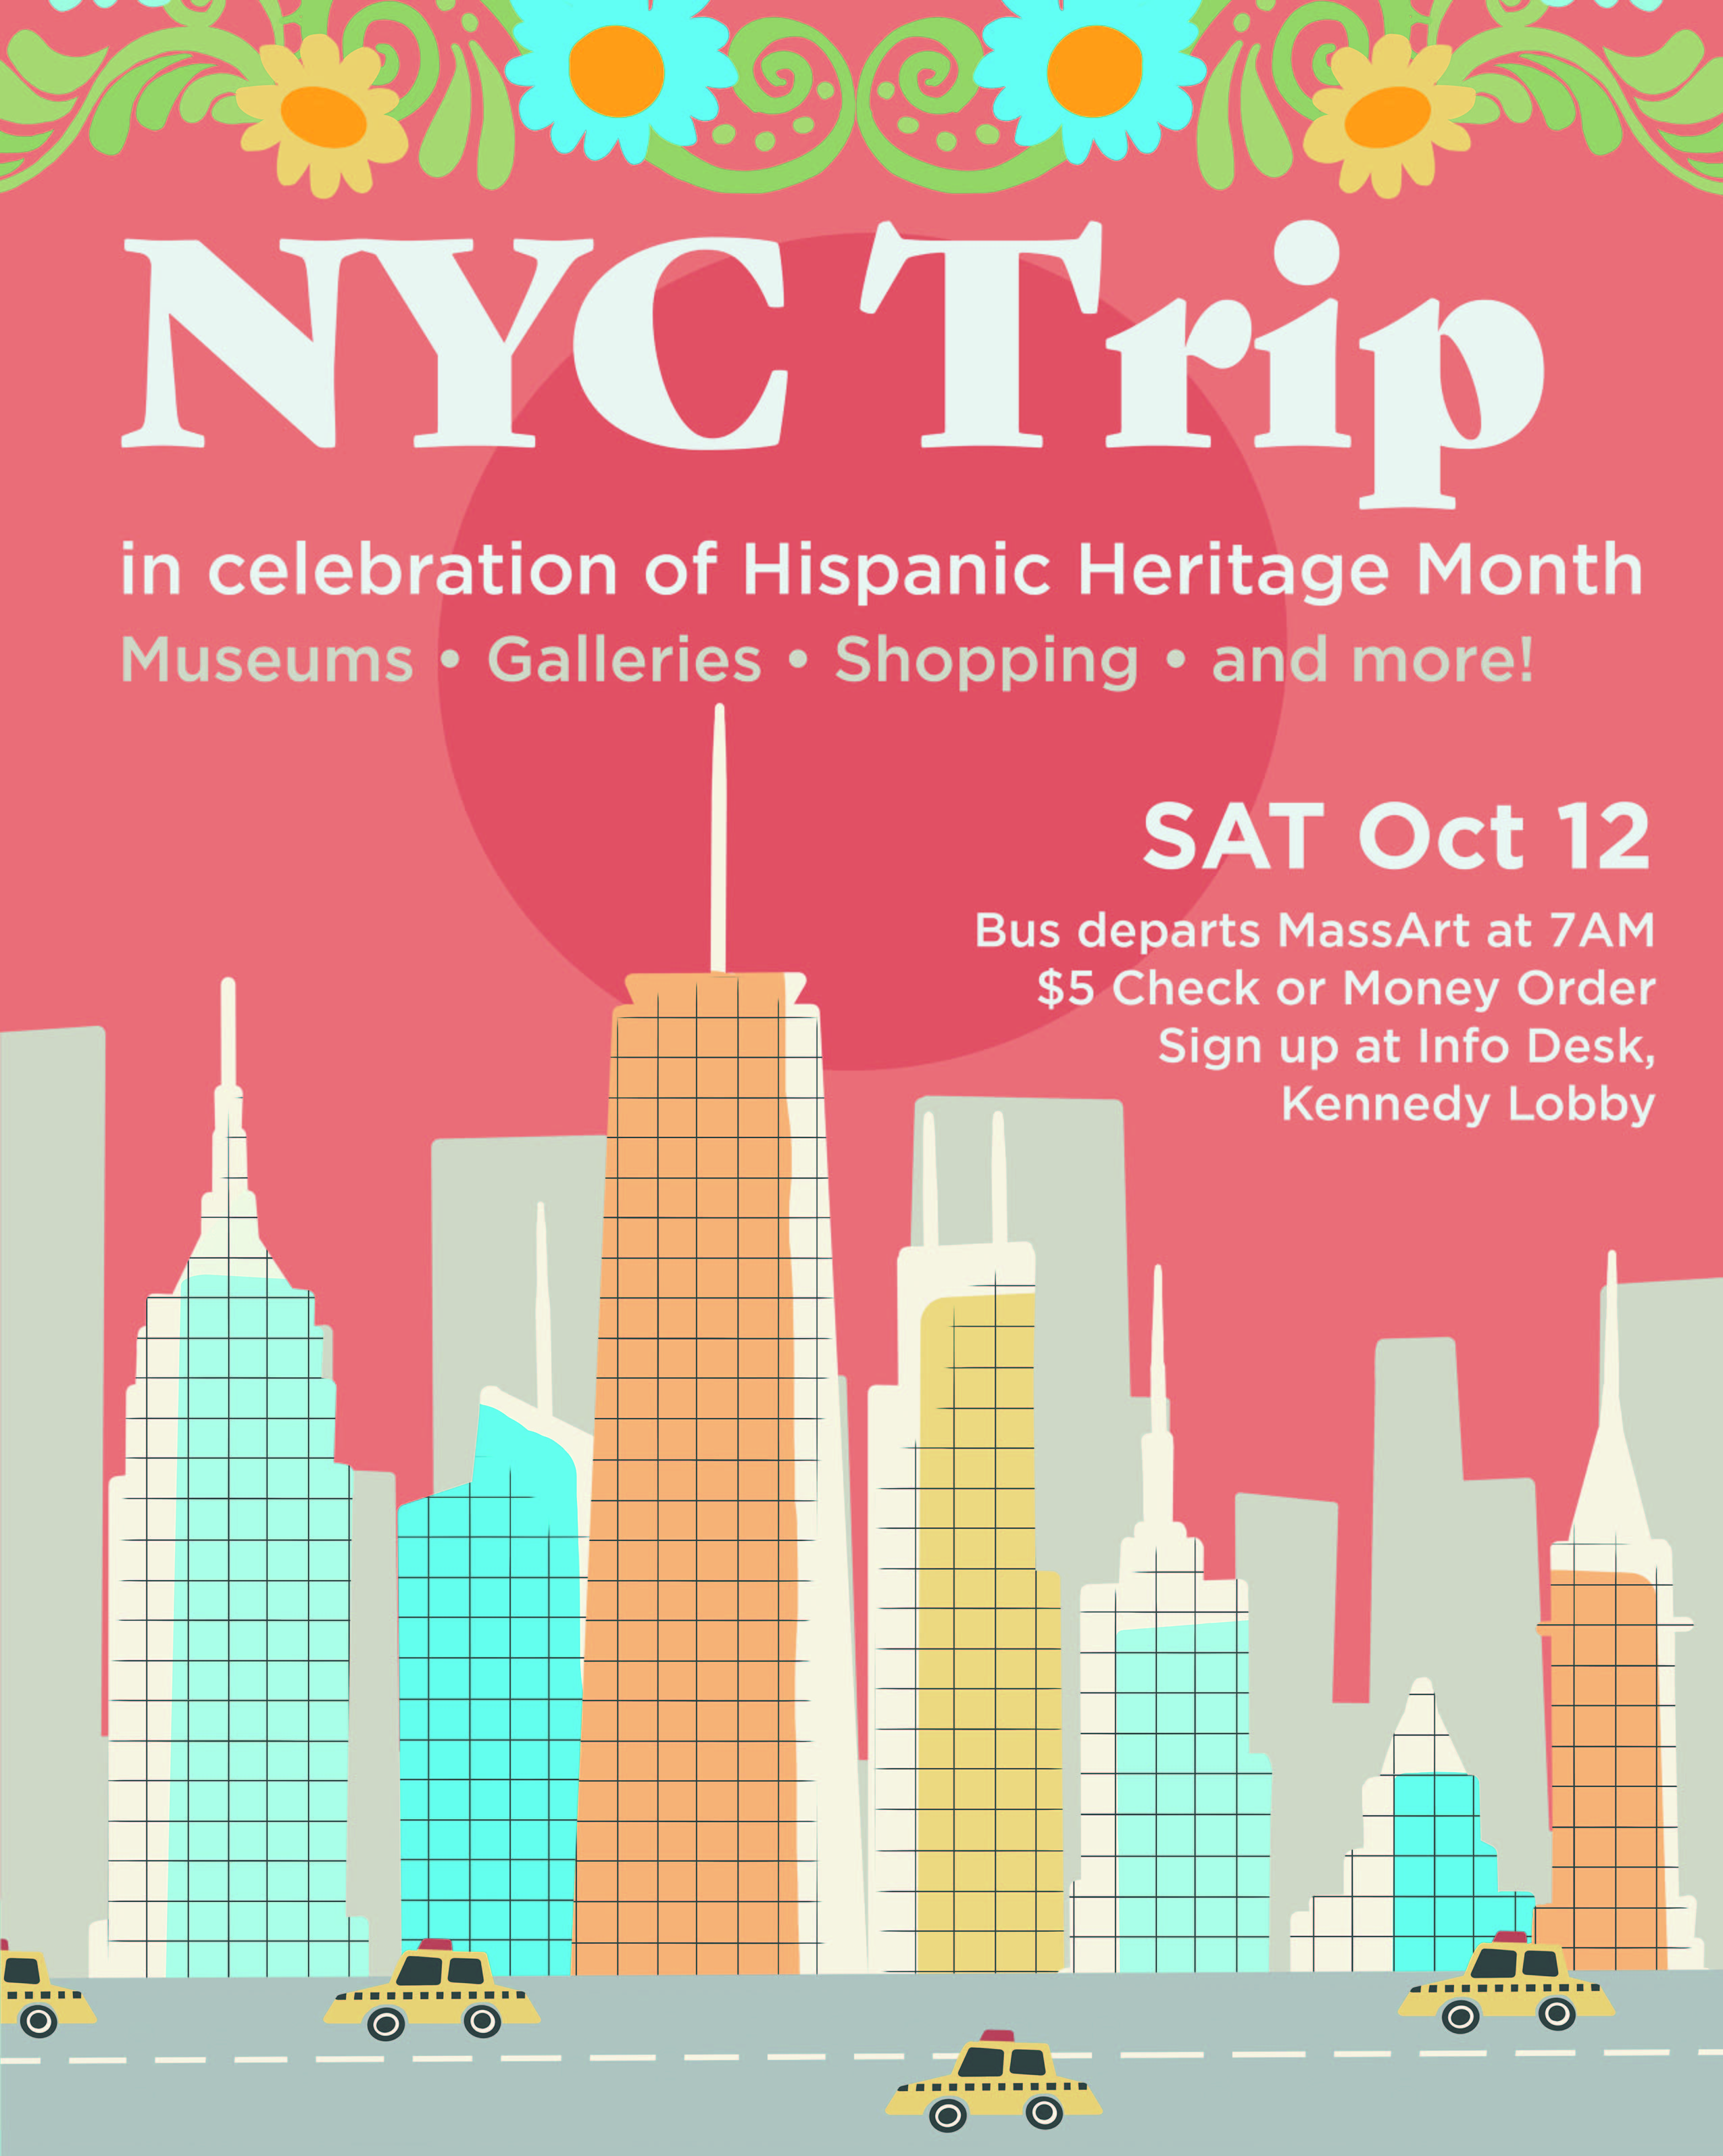 NYC Trip
in celebration of Hispanic Heritage Month
Museums • Galleries • Shopping • and more!
SAT Oct 12
Bus departs MassArt at 7AM
$5 Check or Money Order
Sign up at Info Desk,
Kennedy Lobby